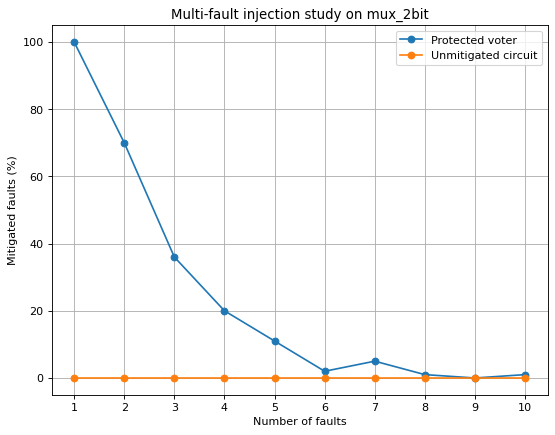 Multi-fault injection study on mux_2bit
Protected voter
Unmitigated circuit
Mitigated faults (%)
100
80
60
40
20
0
1 2 3 4 5 6 7 8 9 10
Number of faults